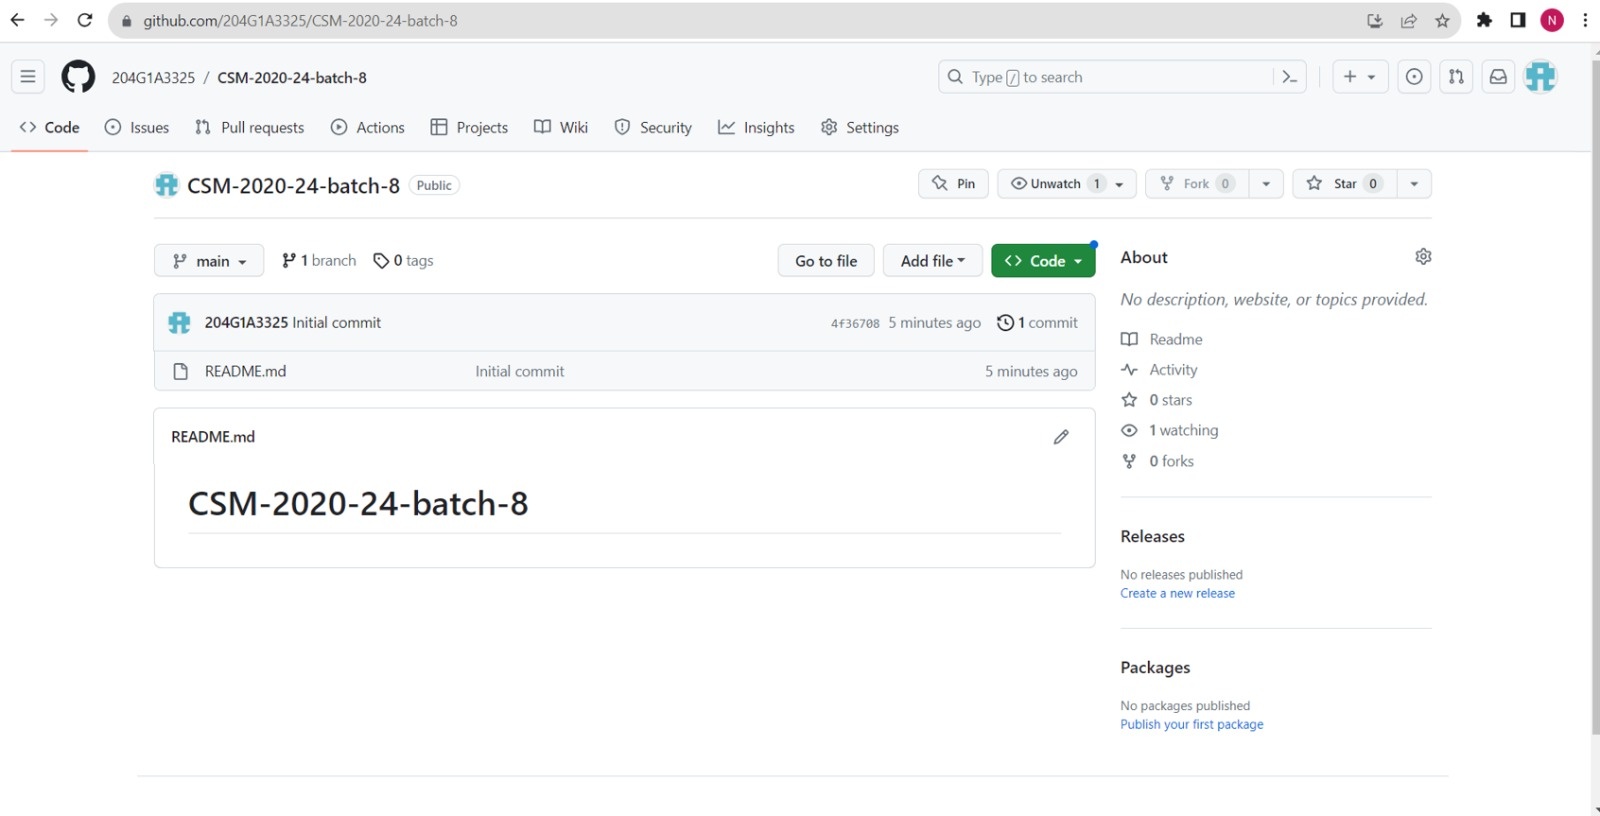 github.com/204G1A3325/CSM-2020-24-batch-8
N
204G1A3325 / CSM-2020-24-batch-8
Type / to search
Code Issues Pull requests Actions Projects Wiki Security Insights Settings
CSM-2020-24-batch-8 Public
Pin Unwatch 1 Fork 0 Star 0
main 1 branch 0 tags Go to file Add file Code
204G1A3325 Initial commit 4f36708 5 minutes ago 1 commit
README.md Initial commit 5 minutes ago
README.md
CSM-2020-24-batch-8
About
No description, website, or topics provided.
Readme
Activity
0 stars
1 watching
0 forks
Releases
No releases published
Create a new release
Packages
No packages published
Publish your first package